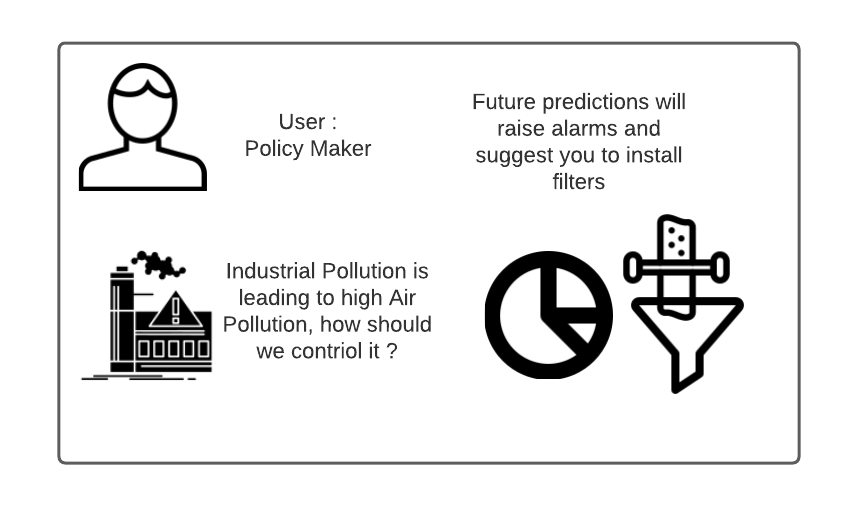 User :
Policy Maker
Future predictions will
raise alarms and
suggest you to install
filters
Industrial Pollution is
leading to high Air
Pollution, how should
we contriol it ?